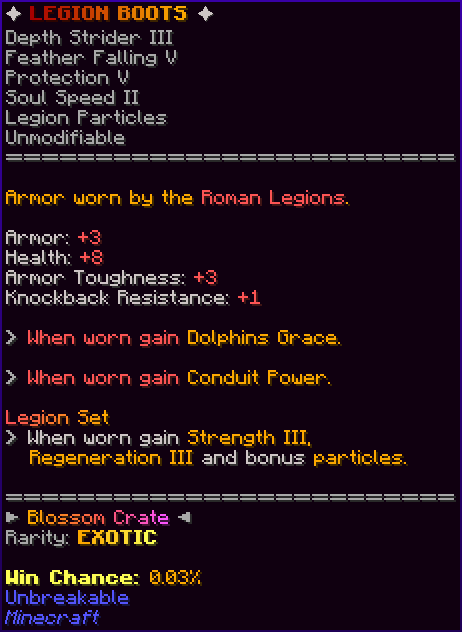 ✦ LEGION BOOTS ✦
Depth Strider III
Feather Falling V
Protection V
Soul Speed II
Legion Particles
Unmodifiable
==================================
Armor worn by the Roman Legions.
Armor: +3
Health: +8
Armor Toughness: +3
Knockback Resistance: +1
> When worn gain Dolphins Grace.
> When worn gain Conduit Power.
Legion Set
> When worn gain Strength III,
Regeneration III and bonus particles.
==================================
► Blossom Crate ◄
Rarity: EXOTIC
Win Chance: 0.03%
Unbreakable
Minecraft